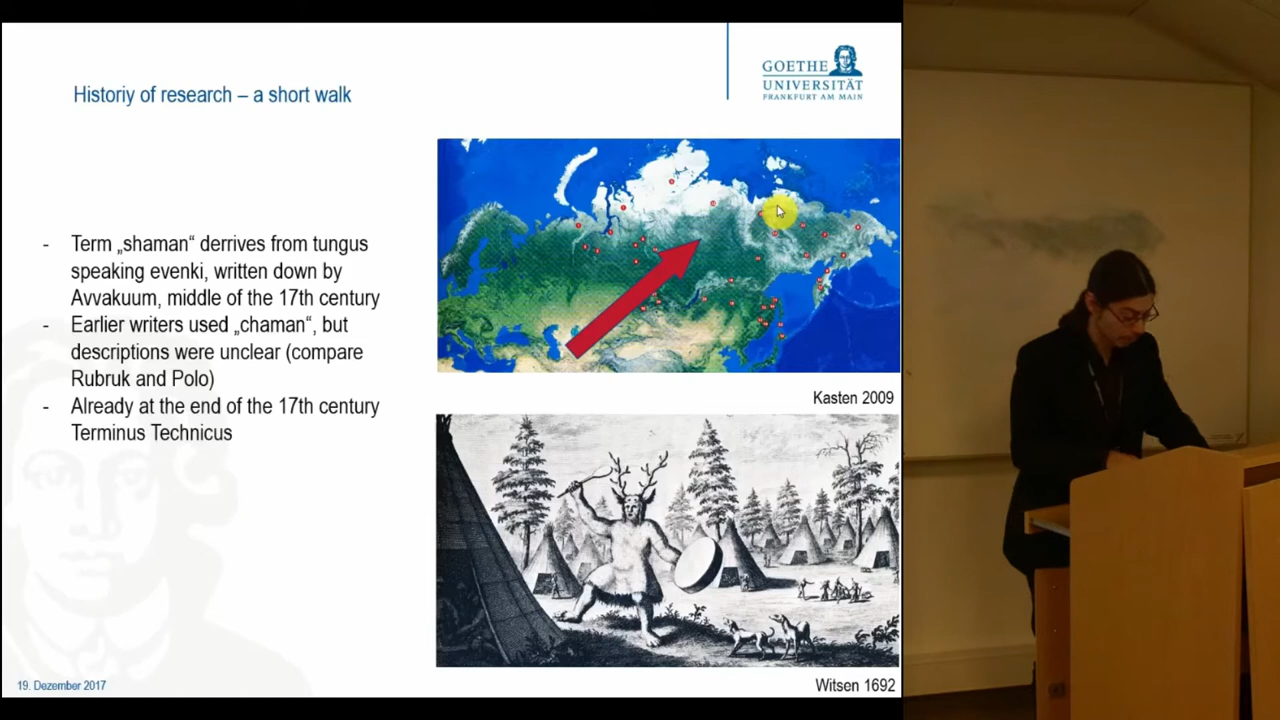 Historiy of research – a short walk
GOETHE
UNIVERSITÄT
FRANKFURT AM MAIN
- Term „shaman“ derrives from tungus
speaking evenki, written down by
Avvakuum, middle of the 17th century
- Earlier writers used „chaman“, but
descriptions were unclear (compare
Rubruk and Polo)
- Already at the end of the 17th century
Terminus Technicus
Kasten 2009
Witsen 1692
19. Dezember 2017